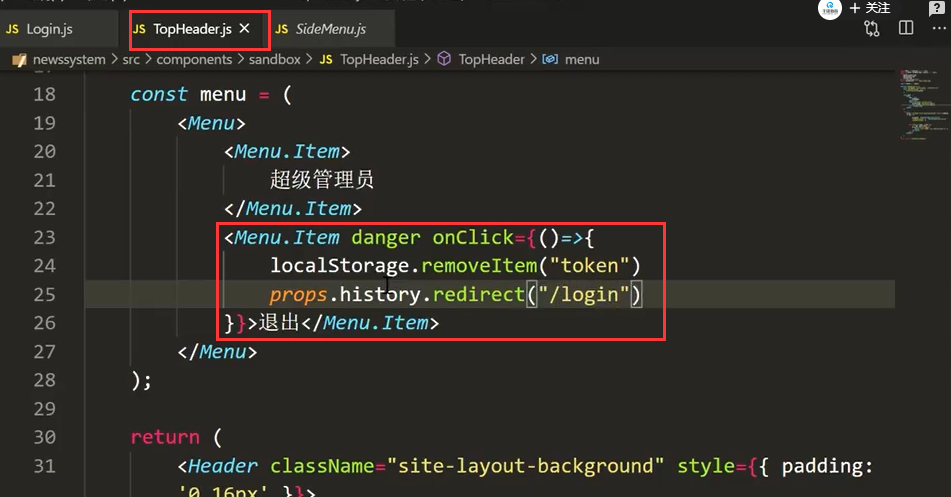 JS Login.js JS TopHeader.js × JS SideMenu.js + 关注 ?
newssystem > src > components > sandbox > JS TopHeader.js > TopHeader > menu
18 const menu = (
19 <Menu>
20 <Menu.Item>
21 超级管理员
22 </Menu.Item>
23 <Menu.Item danger onClick={()=>{
24 localStorage.removeItem("token")
25 props.history.redirect("/login")
26 }}>退出</Menu.Item>
27 </Menu>
28 );
29
30 return (
31 <Header className="site-layout-background" style={{ padding:
'0 16px' }}>